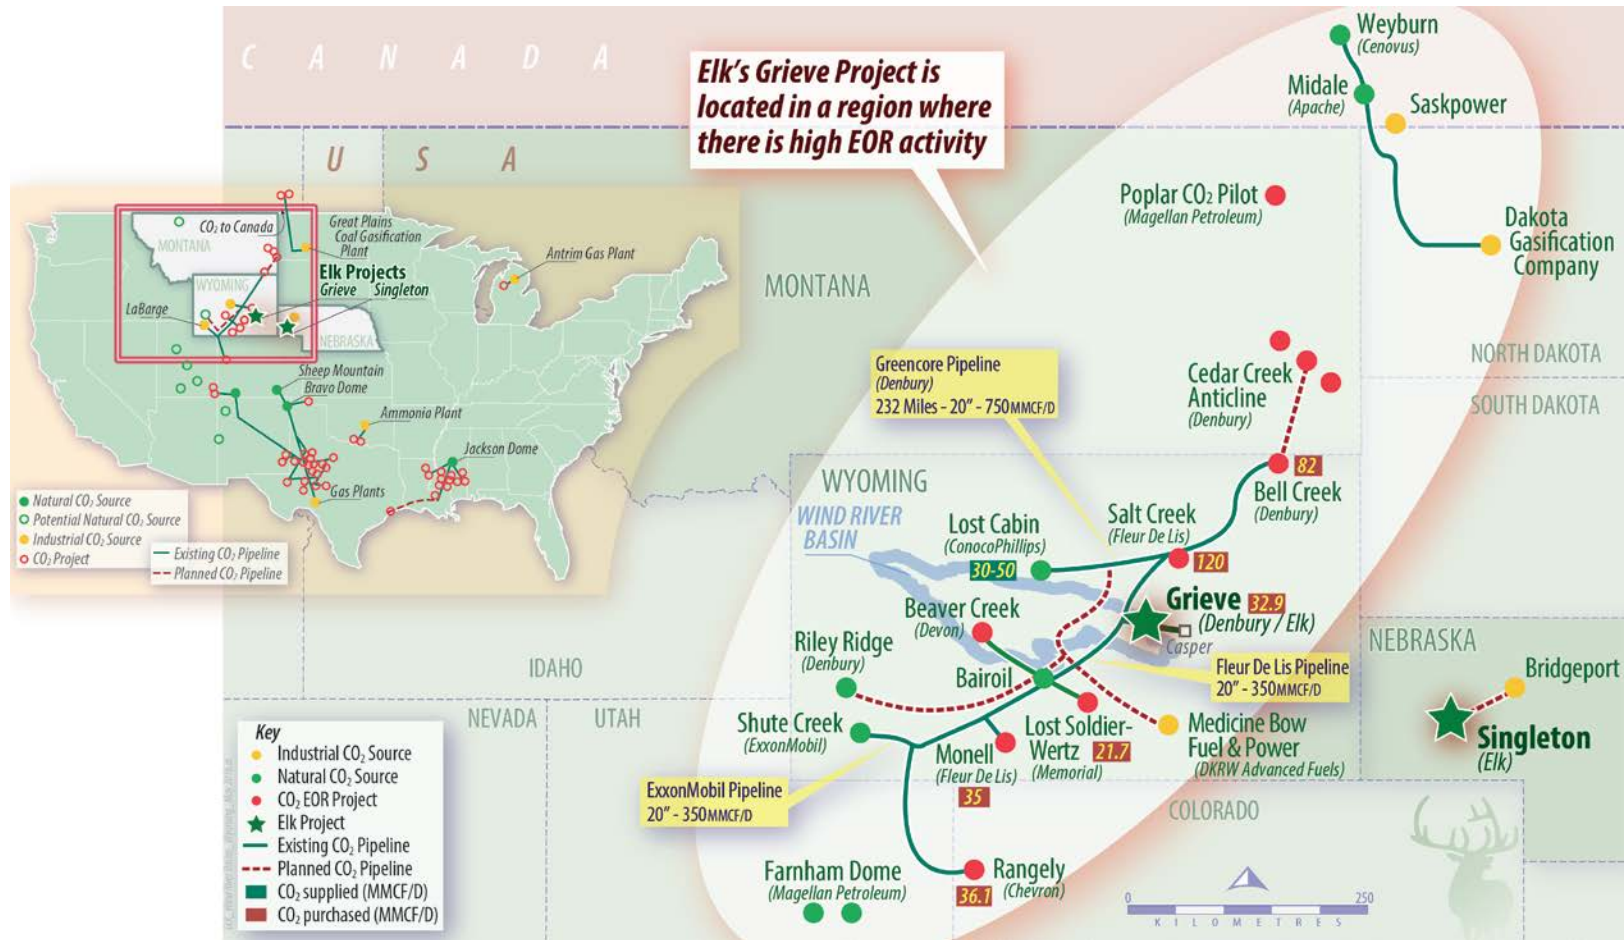 C A N A D A
U S A
Elk's Grieve Project is
located in a region where
there is high EOR activity
Weyburn
(Cenovus)
Midale
(Apache)
Saskpower
Poplar CO₂ Pilot
(Magellan Petroleum)
Dakota
Gasification
Company
MONTANA
NORTH DAKOTA
SOUTH DAKOTA
Greencore Pipeline
(Denbury)
232 Miles - 20" - 750MMCF/D
Cedar Creek
Anticline
(Denbury)
82
Bell Creek
(Denbury)
WYOMING
WIND RIVER
BASIN
Lost Cabin
(ConocoPhillips)
30-50
Salt Creek
(Fleur De Lis)
120
Grieve 32.9
(Denbury / Elk)
Casper
Beaver Creek
(Devon)
Riley Ridge
(Denbury)
Bairoil
Fleur De Lis Pipeline
20" - 350MMCF/D
NEBRASKA
Bridgeport
Singleton
(Elk)
IDAHO
NEVADA
UTAH
Shute Creek
(ExxonMobil)
Monell
(Fleur De Lis)
35
Lost Soldier-
Wertz 21.7
(Memorial)
Medicine Bow
Fuel & Power
(DKRW Advanced Fuels)
ExxonMobil Pipeline
20" - 350MMCF/D
COLORADO
Farnham Dome
(Magellan Petroleum)
Rangely
(Chevron)
36.1
0 250
K I L O M E T R E S
CO₂ to Canada
Great Plains
Coal Gasification
Plant
MONTANA
Elk Projects
Grieve Singleton
WYOMING
LaBarge
NEBRASKA
Antrim Gas Plant
Sheep Mountain
Bravo Dome
Ammonia Plant
Jackson Dome
Gas Plants
Natural CO₂ Source
Potential Natural CO₂ Source
Industrial CO₂ Source
CO₂ Project
Existing CO₂ Pipeline
Planned CO₂ Pipeline
Key
Industrial CO₂ Source
Natural CO₂ Source
CO₂ EOR Project
Elk Project
Existing CO₂ Pipeline
Planned CO₂ Pipeline
CO₂ supplied (MMCF/D)
CO₂ purchased (MMCF/D)